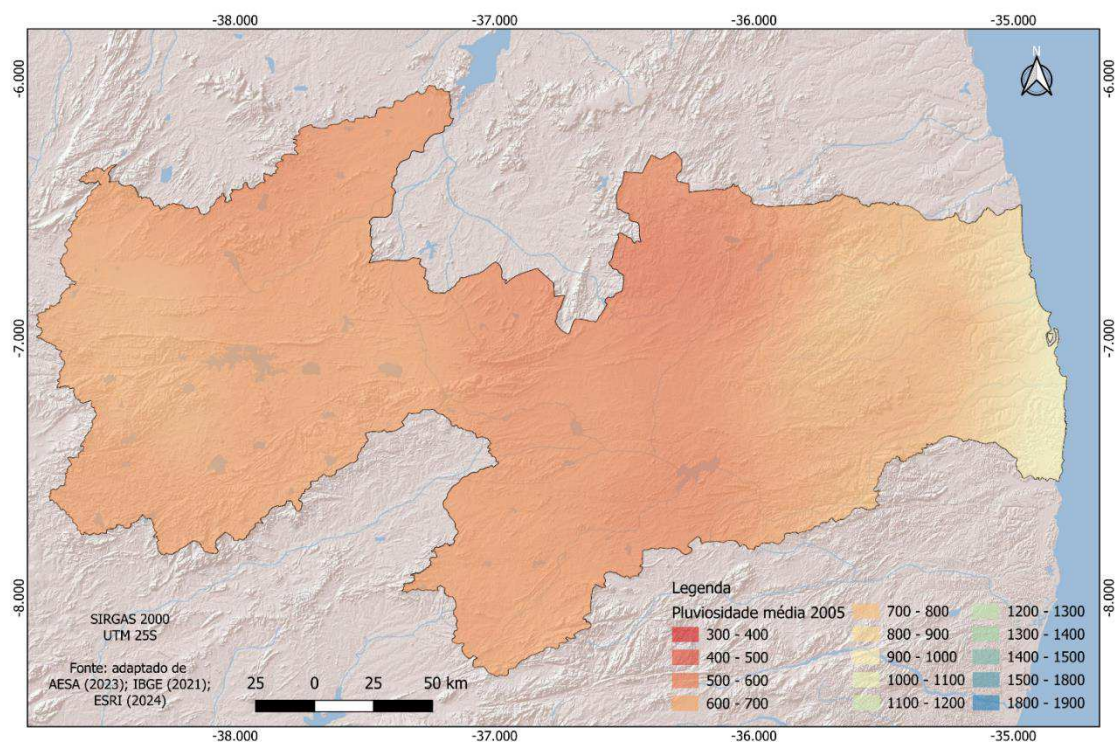 -38.000
-37.000
-36.000
-35.000
-6.000
-6.000
N
-7.000
-7.000
-8.000
-8.000
SIRGAS 2000
UTM 25S
Fonte: adaptado de
AESA (2023); IBGE (2021);
ESRI (2024)
25 0 25 50 km
Legenda
Pluviosidade média 2005
300 - 400
400 - 500
500 - 600
600 - 700
700 - 800
800 - 900
900 - 1000
1000 - 1100
1100 - 1200
1200 - 1300
1300 - 1400
1400 - 1500
1500 - 1800
1800 - 1900
-38.000
-37.000
-36.000
-35.000